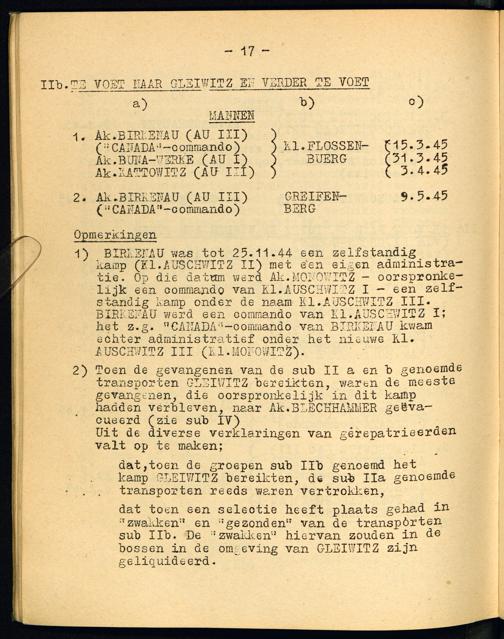 - 17 -
IIb. TE VOET NAAR GLEIWITZ EN VERDER TE VOET
a) b) c)
MANNEN
1. Ak.BIRKENAU (AU III) )
("CANADA"-commando) ) Kl.FLOSSEN- (15.3.45
Ak.BUNA-WERKE (AU I) ) BUERG (31.3.45
Ak.KATTOWITZ (AU III) ) ( 3.4.45
2. Ak.BIRKENAU (AU III) GREIFEN- 9.5.45
("CANADA"-commando) BERG
Opmerkingen
1) BIRKENAU was tot 25.11.44 een zelfstandig
kamp (Kl.AUSCHWITZ II) met een eigen administra-
tie. Op die datum werd Ak.MONOWITZ - oorspronke-
lijk een commando van Kl.AUSCHWITZ I - een zelf-
standig kamp onder de naam Kl.AUSCHWITZ III.
BIRKENAU werd een commando van Kl.AUSCHWITZ I;
het z.g. "CANADA"-commando van BIRKENAU kwam
echter administratief onder het nieuwe Kl.
AUSCHWITZ III (Kl.MONOWITZ).
2) Toen de gevangenen van de sub II a en b genoemde
transporten GLEIWITZ bereikten, waren de meeste
gevangenen, die oorspronkelijk in dit kamp
hadden verbleven, naar Ak.BLECHHAMMER geëva-
cueerd (zie sub IV)
Uit de diverse verklaringen van gerepatrieerden
valt op te maken;
dat, toen de groepen sub IIb genoemd het
kamp GLEIWITZ bereikten, de sub IIa genoemde
transporten reeds waren vertrokken,
dat toen een selectie heeft plaats gehad in
"zwakken" en "gezonden" van de transporten
sub IIb. De "zwakken" hiervan zouden in de
bossen in de omgeving van GLEIWITZ zijn
geliquideerd.